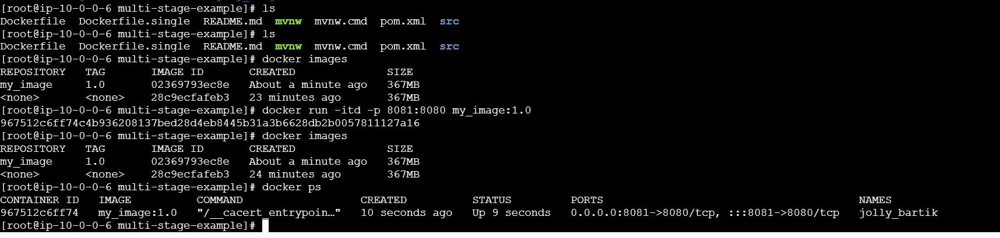 [root@ip-10-0-0-6 multi-stage-example]# ls
Dockerfile  Dockerfile.single  README.md  mvnw  mvnw.cmd  pom.xml  src
[root@ip-10-0-0-6 multi-stage-example]# ls
Dockerfile  Dockerfile.single  README.md  mvnw  mvnw.cmd  pom.xml  src
[root@ip-10-0-0-6 multi-stage-example]# docker images
REPOSITORY   TAG       IMAGE ID       CREATED              SIZE
my_image     1.0       02369793ec8e   About a minute ago   367MB
<none>       <none>    28c9ecfafeb3   23 minutes ago       367MB
[root@ip-10-0-0-6 multi-stage-example]# docker run -itd -p 8081:8080 my_image:1.0
967512c6ff74c4b936208137bed28d4eb8445b31a3b6628db2b0057811127a16
[root@ip-10-0-0-6 multi-stage-example]# docker images
REPOSITORY   TAG       IMAGE ID       CREATED              SIZE
my_image     1.0       02369793ec8e   About a minute ago   367MB
<none>       <none>    28c9ecfafeb3   24 minutes ago       367MB
[root@ip-10-0-0-6 multi-stage-example]# docker ps
CONTAINER ID   IMAGE          COMMAND                  CREATED          STATUS         PORTS                                       NAMES
967512c6ff74   my_image:1.0   "/__cacert_entrypoin…"   10 seconds ago   Up 9 seconds   0.0.0.0:8081->8080/tcp, :::8081->8080/tcp   jolly_bartik
[root@ip-10-0-0-6 multi-stage-example]#